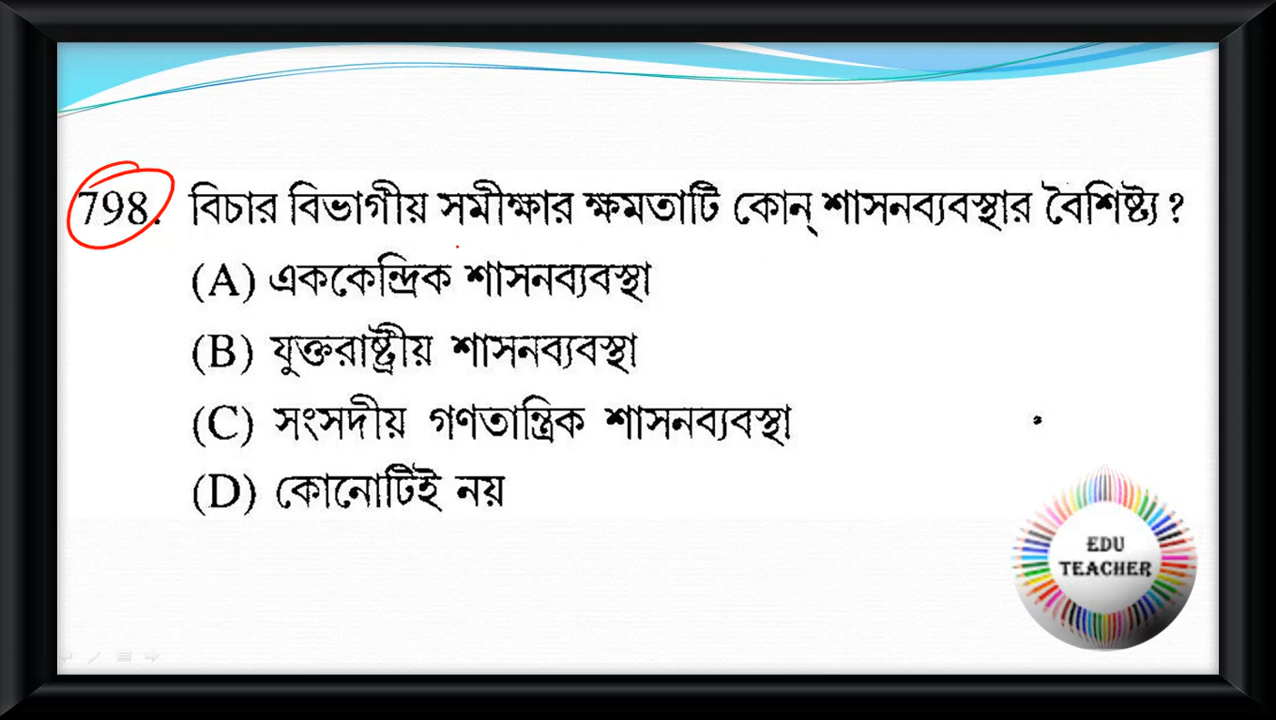 798. বিচার বিভাগীয় সমীক্ষার ক্ষমতাটি কোন্ শাসনব্যবস্থার বৈশিষ্ট্য ?
(A) এককেন্দ্রিক শাসনব্যবস্থা
(B) যুক্তরাষ্ট্রীয় শাসনব্যবস্থা
(C) সংসদীয় গণতান্ত্রিক শাসনব্যবস্থা
(D) কোনোটিই নয়
EDU
TEACHER